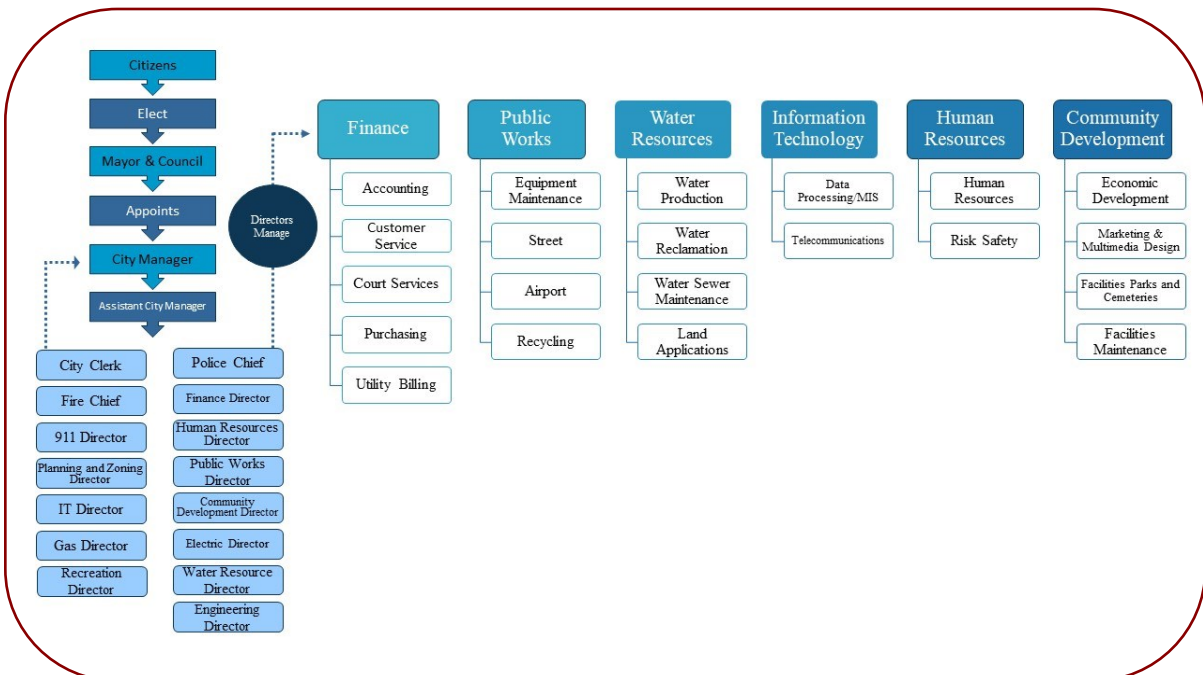 Citizens
Elect
Mayor & Council
Appoints
City Manager
Assistant City Manager
City Clerk
Fire Chief
911 Director
Planning and Zoning
Director
IT Director
Gas Director
Recreation
Director
Police Chief
Finance Director
Human Resources
Director
Public Works
Director
Community
Development Director
Electric Director
Water Resource
Director
Engineering
Director
Directors
Manage
Finance
Accounting
Customer
Service
Court Services
Purchasing
Utility Billing
Public
Works
Equipment
Maintenance
Street
Airport
Recycling
Water
Resources
Water
Production
Water
Reclamation
Water Sewer
Maintenance
Land
Applications
Information
Technology
Data
Processing/MIS
Telecommunications
Human
Resources
Human
Resources
Risk Safety
Community
Development
Economic
Development
Marketing &
Multimedia Design
Facilities Parks and
Cemeteries
Facilities
Maintenance